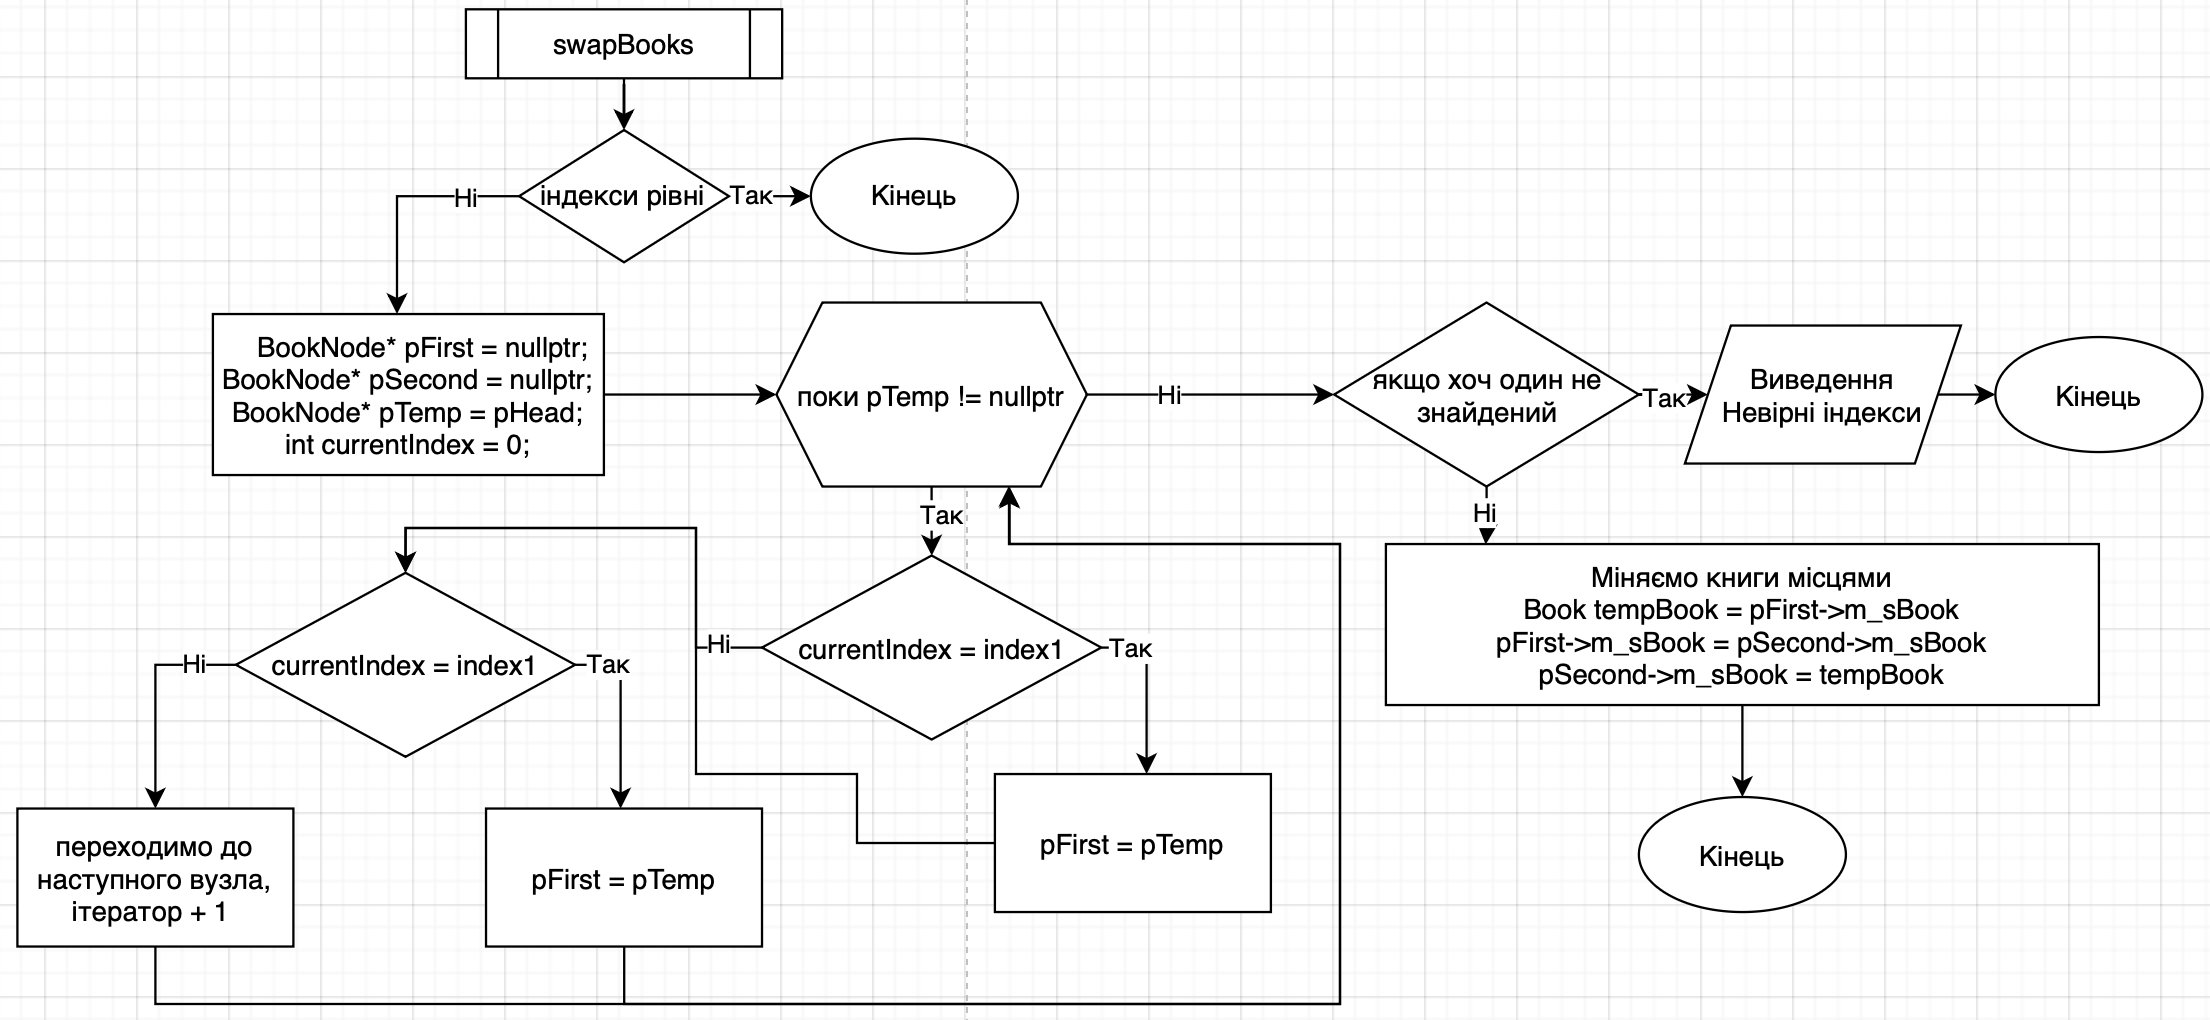 swapBooks
індекси рівні
Так
Кінець
Ні
BookNode* pFirst = nullptr;
BookNode* pSecond = nullptr;
BookNode* pTemp = pHead;
int currentIndex = 0;
поки pTemp != nullptr
Ні
якщо хоч один не
знайдений
Так
Виведення
Невірні індекси
Кінець
Так
Ні
Міняємо книги місцями
Book tempBook = pFirst->m_sBook
pFirst->m_sBook = pSecond->m_sBook
pSecond->m_sBook = tempBook
Кінець
currentIndex = index1
Ні
Так
pFirst = pTemp
currentIndex = index1
Ні
Так
переходимо до
наступного вузла,
ітератор + 1
pFirst = pTemp